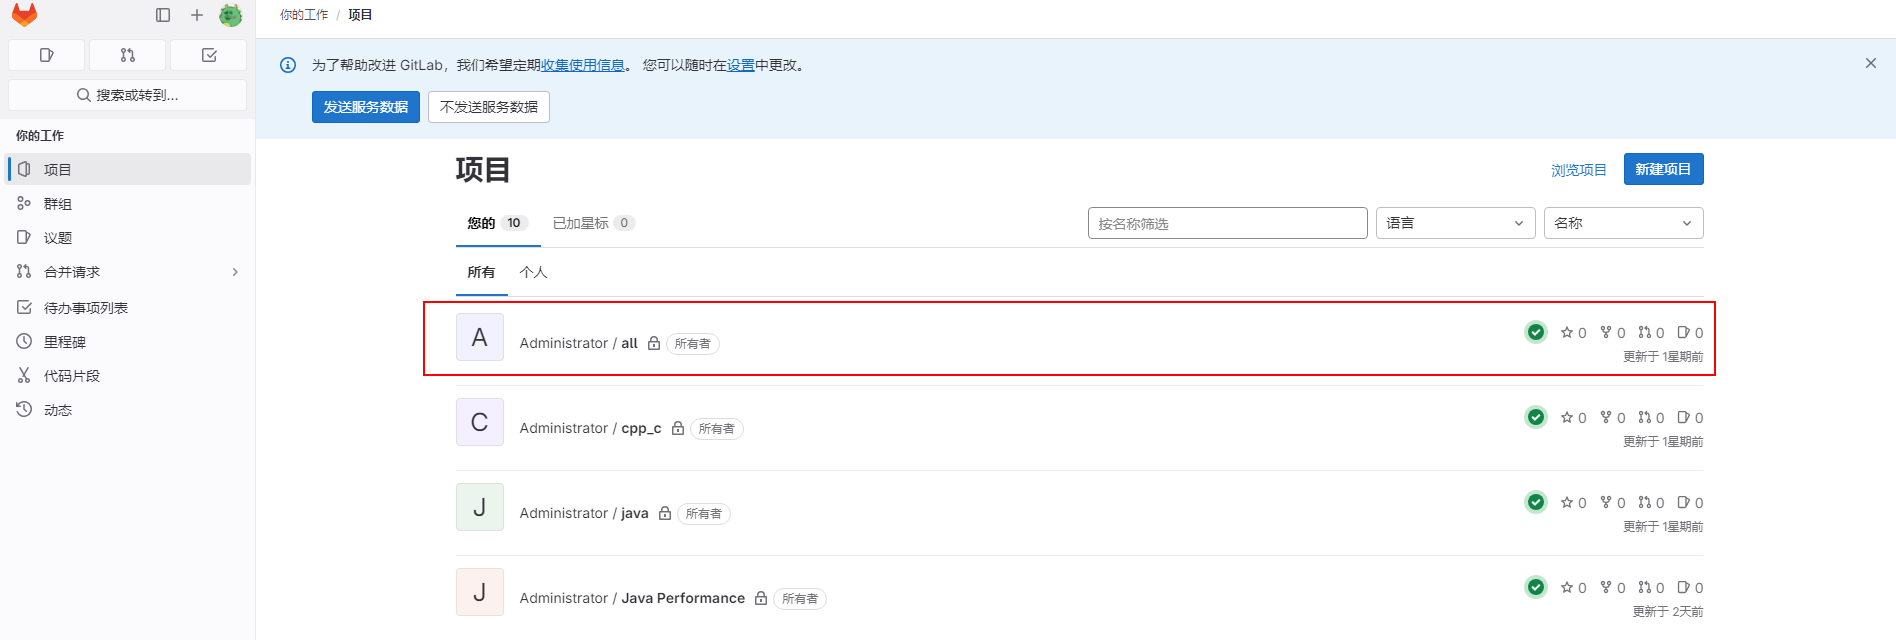 你的工作 / 项目
搜索或转到...
你的工作
项目
群组
议题
合并请求
待办事项列表
里程碑
代码片段
动态
为了帮助改进 GitLab，我们希望定期收集使用信息。 您可以随时在设置中更改。
发送服务数据 不发送服务数据
项目
浏览项目 新建项目
您的 10 已加星标 0
按名称筛选 语言 名称
所有 个人
A
Administrator / all 所有者
0 0 0 0
更新于 1星期前
C
Administrator / cpp_c 所有者
0 0 0 0
更新于 1星期前
J
Administrator / java 所有者
0 0 0 0
更新于 1星期前
J
Administrator / Java Performance 所有者
0 0 0 0
更新于 2天前